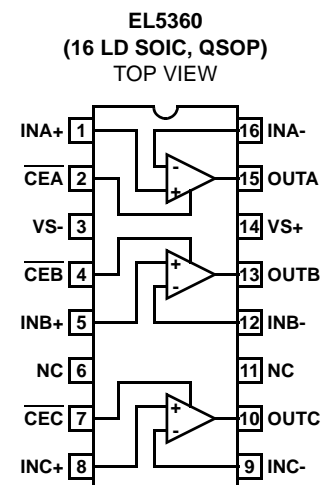 EL5360
(16 LD SOIC, QSOP)
TOP VIEW
INA+ 1 16 INA-
CEA 2 - + 15 OUTA
VS- 3 14 VS+
CEB 4 + - 13 OUTB
INB+ 5 12 INB-
NC 6 11 NC
CEC 7 + - 10 OUTC
INC+ 8 9 INC-